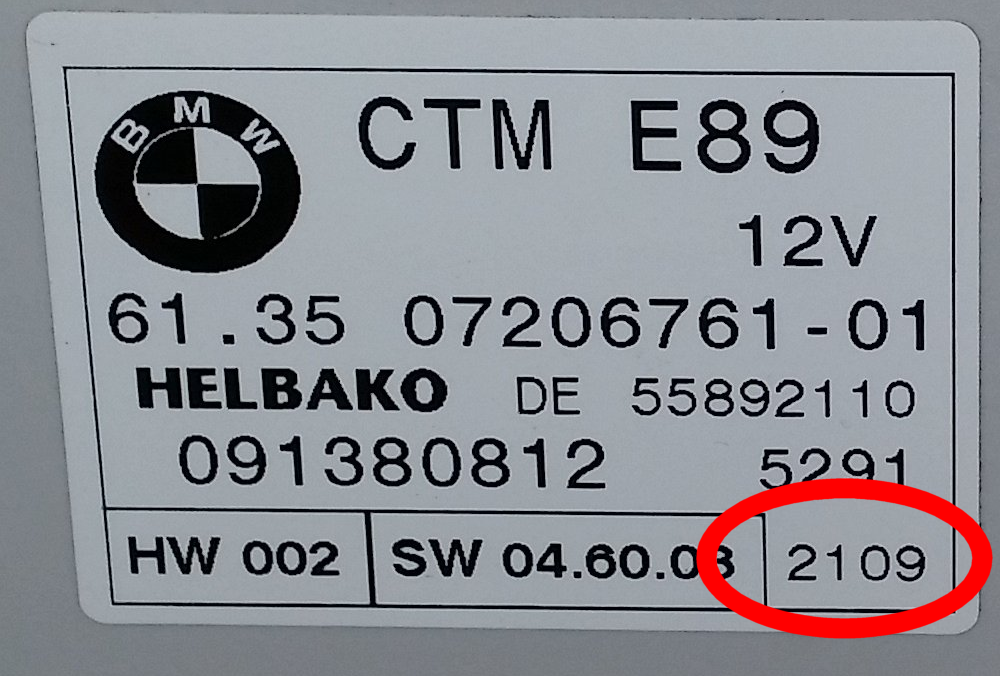 BMW
CTM E89
12V
61.35 07206761-01
HELBAKO DE 55892110
091380812 5291
HW 002 SW 04.60.03 2109